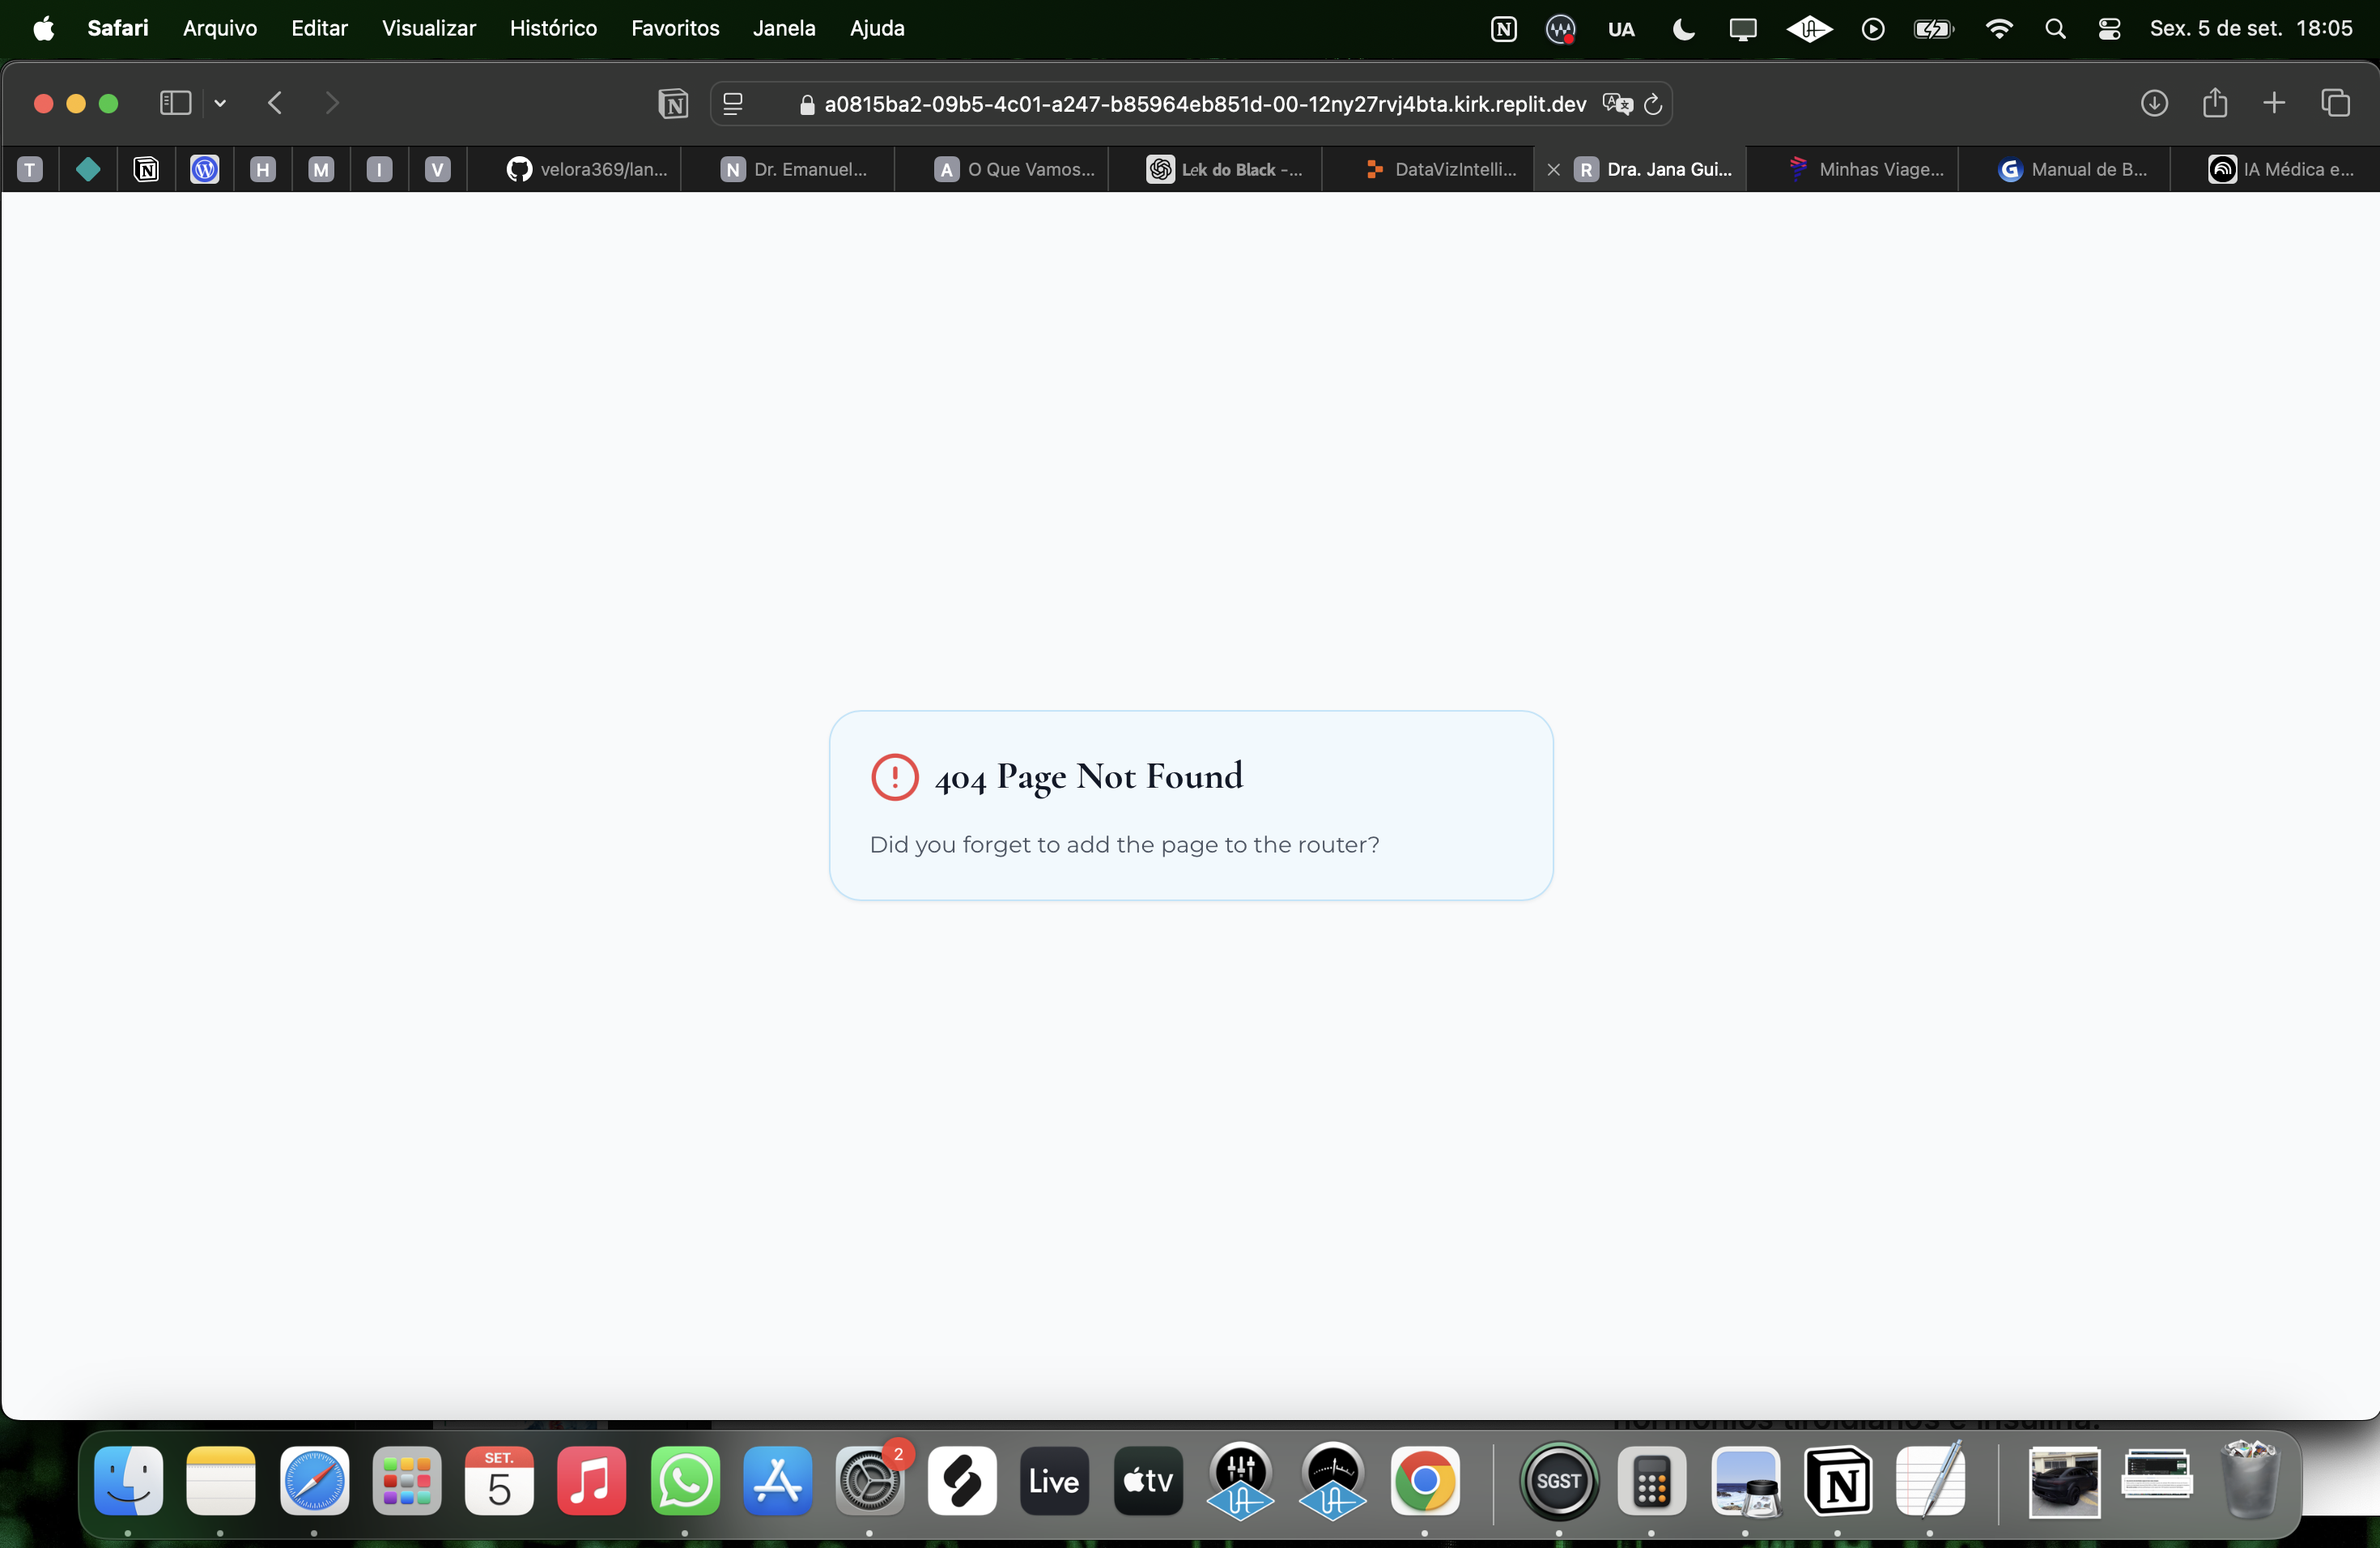 Safari Arquivo Editar Visualizar Histórico Favoritos Janela Ajuda UA Sex. 5 de set. 18:05
a0815ba2-09b5-4c01-a247-b85964eb851d-00-12ny27rvj4bta.kirk.replit.dev
T N W H M I V velora369/lan... N Dr. Emanuel... A O Que Vamos... Lek do Black -... DataVizIntelli... R Dra. Jana Gui... Minhas Viage... G Manual de B... IA Médica e...
404 Page Not Found
Did you forget to add the page to the router?
hormônios tiroidianos e insulina.
SET. 5 2 Live tv SGST N